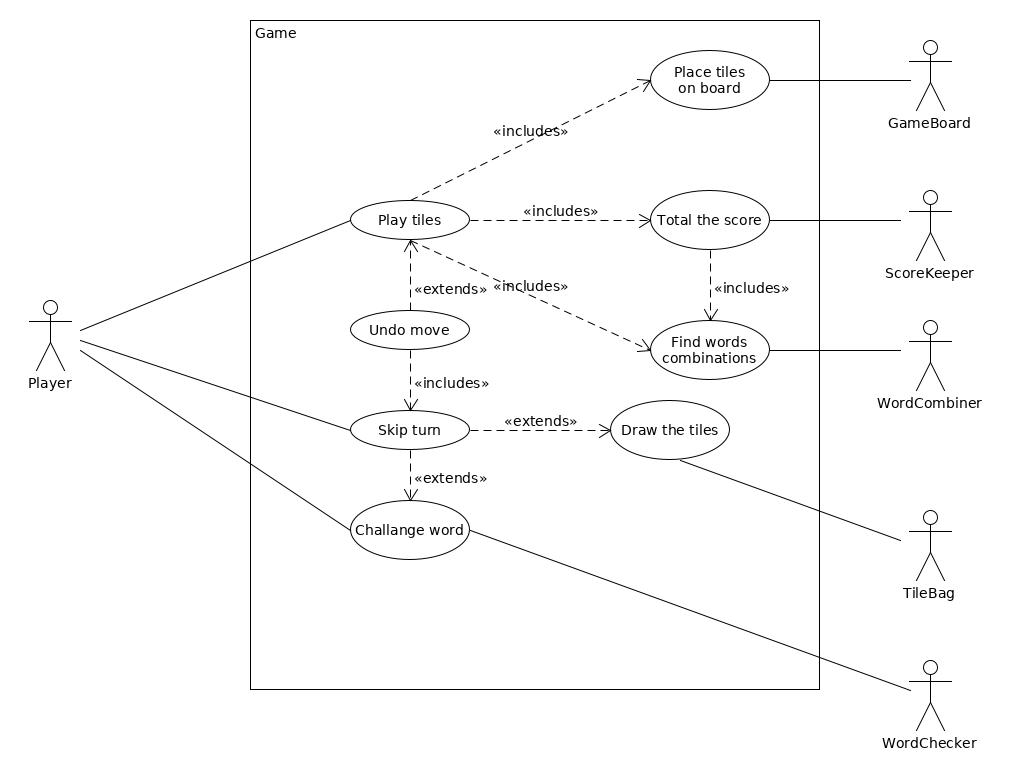 Game
Place tiles
on board
GameBoard
«includes»
Play tiles
«includes»
Total the score
ScoreKeeper
«extends»
«includes»
«includes»
Undo move
Find words
combinations
WordCombiner
Player
«includes»
Skip turn
«extends»
Draw the tiles
«extends»
Challange word
TileBag
WordChecker